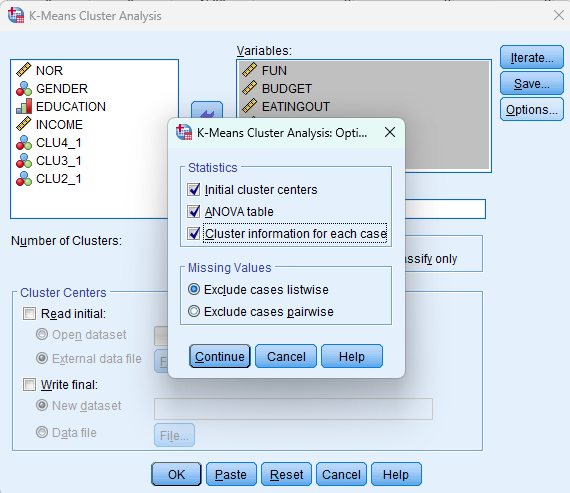 K-Means Cluster Analysis
Variables:
NOR
GENDER
EDUCATION
INCOME
CLU4_1
CLU3_1
CLU2_1
FUN
BUDGET
EATINGOUT
Iterate...
Save...
Options...
K-Means Cluster Analysis: Opti...
Statistics
Initial cluster centers
ANOVA table
Cluster information for each case
Missing Values
Exclude cases listwise
Exclude cases pairwise
Continue Cancel Help
Number of Clusters:
assify only
Cluster Centers
Read initial:
Open dataset
External data file
Write final:
New dataset
Data file File...
OK Paste Reset Cancel Help